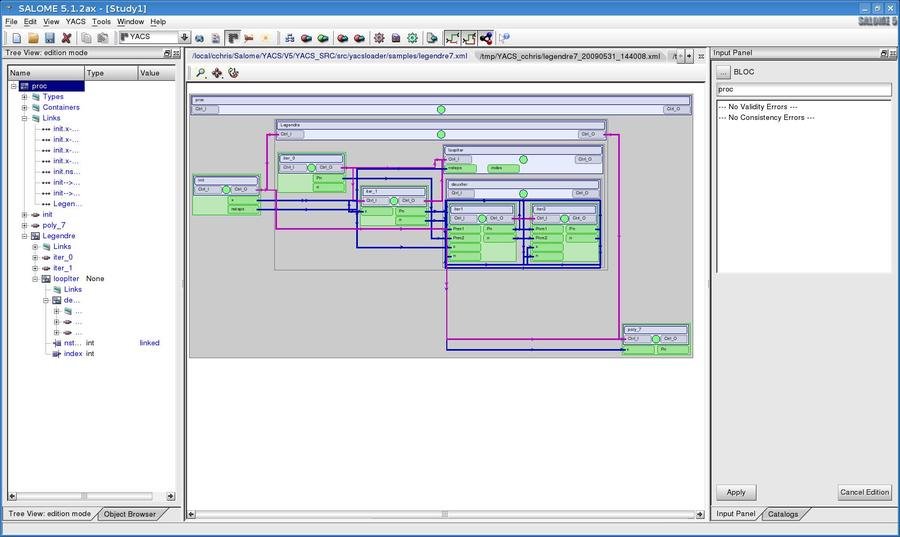 SALOME 5.1.2ax - [Study1]
File Edit View YACS Tools Window Help
SALOME 5
YACS
Tree View: edition mode
Name Type Value
proc
Types
Containers
Links
init.x-...
init.x-...
init.x-...
init.x-...
init.ns...
init-->...
init-->...
Legen...
init
poly_7
Legendre
Links
iter_0
iter_1
loopIter None
Links
de...
...
...
nst... int linked
index int
Tree View: edition mode Object Browser
/local/cchris/Salome/YACS/V5/YACS_SRC/src/yacsloader/samples/legendre7.xml /tmp/YACS_cchris/legendre7_20090531_144008.xml
proc
Ctrl_I Ctrl_O
Legendre
Ctrl_I Ctrl_O
iter_0
Ctrl_I Ctrl_O
Pn
n
init
Ctrl_I Ctrl_O
x
nsteps
iter_1
Ctrl_I Ctrl_O
x Pn
n
loopIter
Ctrl_I Ctrl_O
nsteps index
deuxIter
Ctrl_I Ctrl_O
iter1
Ctrl_I Ctrl_O
Pnm1 Pn
Pnm2 n
x
n
iter2
Ctrl_I Ctrl_O
Pnm1 Pn
Pnm2 n
x
n
poly_7
Ctrl_I Ctrl_O
x Pn
Input Panel
... BLOC
proc
--- No Validity Errors ---
--- No Consistency Errors ---
Apply Cancel Edition
Input Panel Catalogs